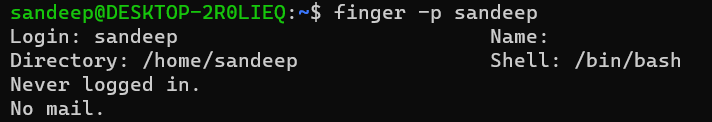 sandeep@DESKTOP-2R0LIEQ:~$ finger -p sandeep
Login: sandeep                          Name:
Directory: /home/sandeep                Shell: /bin/bash
Never logged in.
No mail.